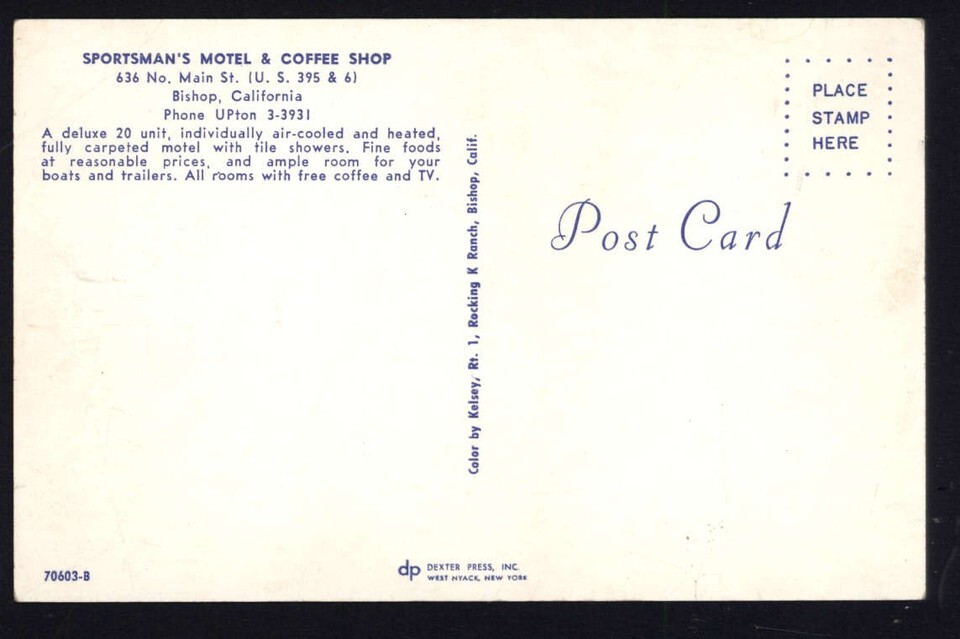 SPORTSMAN'S MOTEL & COFFEE SHOP
636 No. Main St. (U. S. 395 & 6)
Bishop, California
Phone UPton 3-3931
A deluxe 20 unit, individually air-cooled and heated,
fully carpeted motel with tile showers. Fine foods
at reasonable prices, and ample room for your
boats and trailers. All rooms with free coffee and TV.
Color by Kelsey, Rt. 1, Rocking K Ranch, Bishop, Calif.
PLACE
STAMP
HERE
Post Card
70603-B
dp DEXTER PRESS, INC.
WEST NYACK, NEW YORK